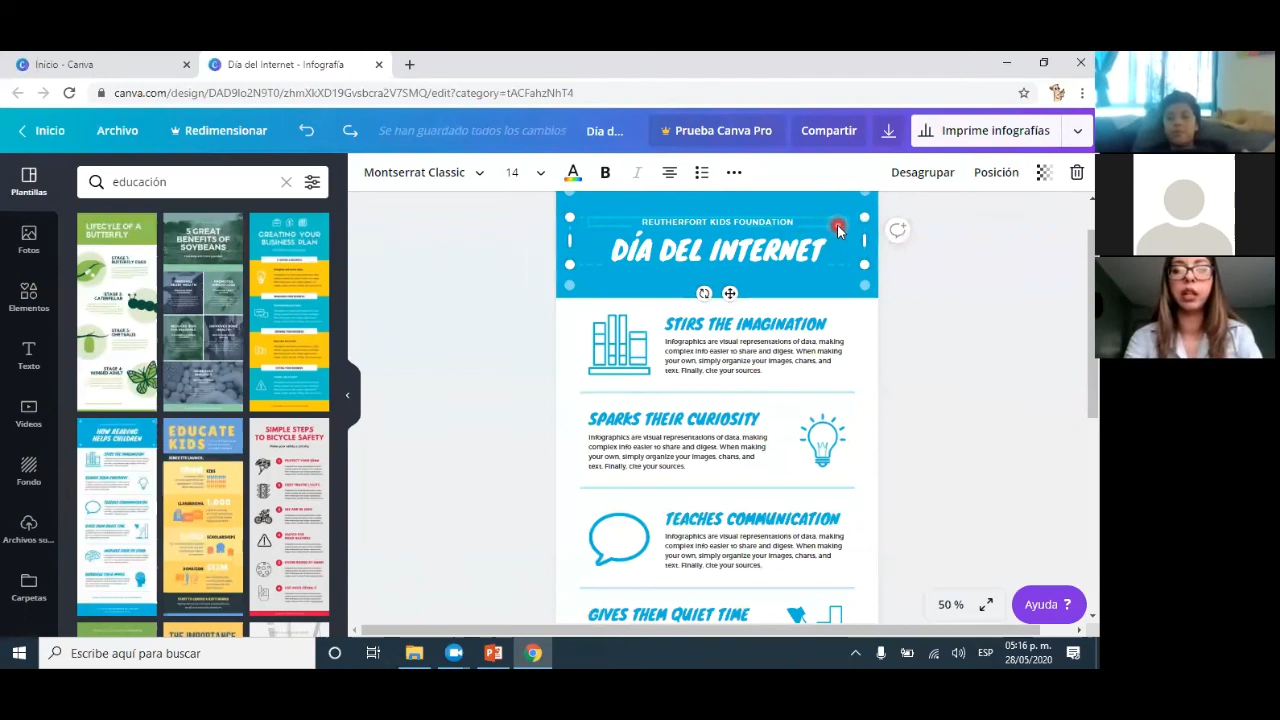 Inicio - Canva
Día del Internet - Infografía
canva.com/design/DAD9Io2N9T0/zhmXkXD19Gvsbcra2V7SMQ/edit?category=tACFahzNhT4
Inicio
Archivo
Redimensionar
Se han guardado todos los cambios
Día d...
Prueba Canva Pro
Compartir
Imprime infografías
Plantillas
educación
Montserrat Classic
14
A
B
I
Desagrupar
Posición
Fotos
Elementos
Texto
Videos
Fondo
Archivos su...
Carpetas
LIFECYCLE OF A
BUTTERFLY
5 GREAT
BENEFITS OF
SOYBEANS
CREATING YOUR
BUSINESS PLAN
HOW READING
HELPS CHILDREN
EDUCATE
KIDS
SIMPLE STEPS
TO BICYCLE SAFETY
THE IMPORTANCE
REUTHERFORT KIDS FOUNDATION
DÍA DEL INTERNET
STIRS THE IMAGINATION
Infographics are visual representations of data, making
complex info easier to share and digest. When making
your own, simply organize your images, charts, and
text. Finally, cite your sources.
SPARKS THEIR CURIOSITY
Infographics are visual representations of data, making
complex info easier to share and digest. When making
your own, simply organize your images, charts, and
text. Finally, cite your sources.
TEACHES COMMUNICATION
Infographics are visual representations of data, making
complex info easier to share and digest. When making
your own, simply organize your images, charts, and
text. Finally, cite your sources.
GIVES THEM QUIET TIME
50 %
Ayuda ?
Escribe aquí para buscar
ESP
05:16 p. m.
28/05/2020